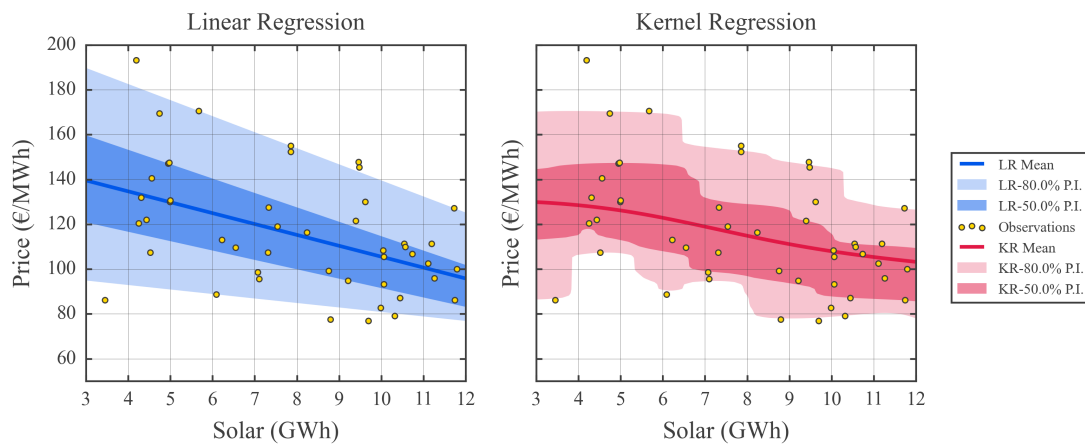 Linear Regression
Kernel Regression
200
180
160
140
120
100
80
60
Price (€/MWh)
3 4 5 6 7 8 9 10 11 12
Solar (GWh)
Price (€/MWh)
3 4 5 6 7 8 9 10 11 12
Solar (GWh)
LR Mean
LR-80.0% P.I.
LR-50.0% P.I.
Observations
KR Mean
KR-80.0% P.I.
KR-50.0% P.I.